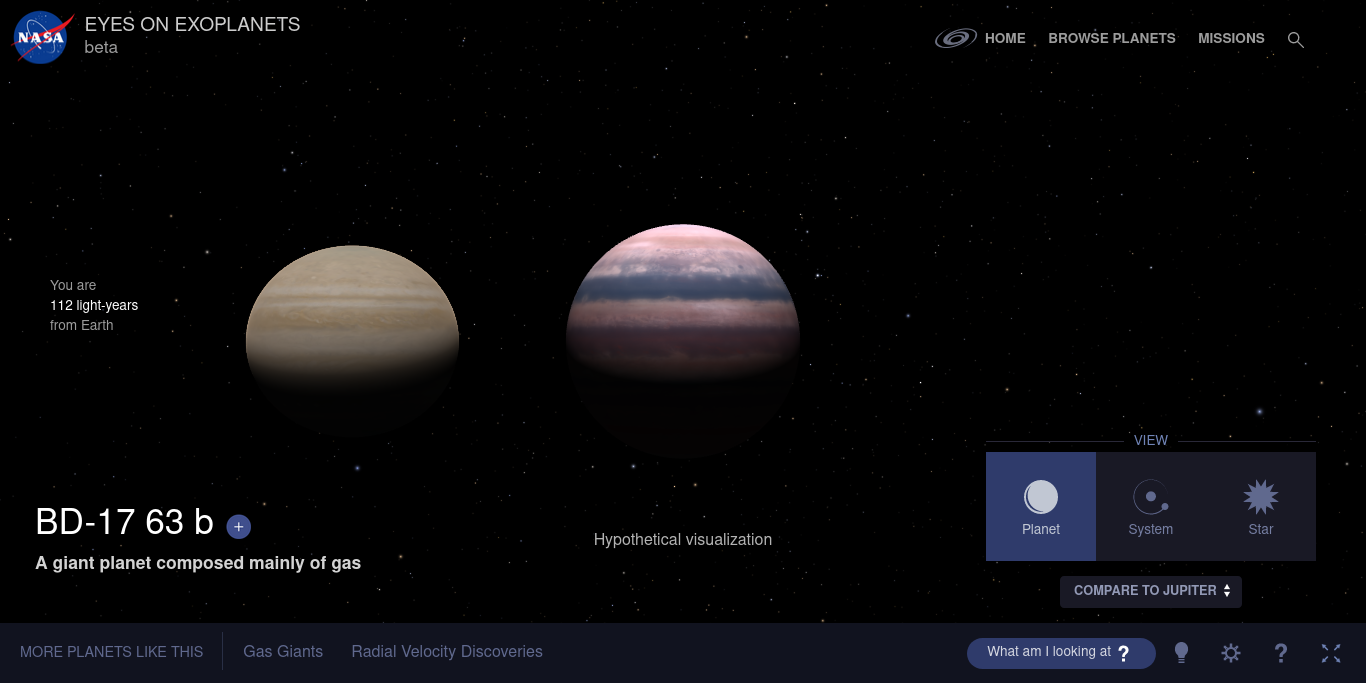 NASA
EYES ON EXOPLANETS
beta
HOME BROWSE PLANETS MISSIONS
You are
112 light-years
from Earth
VIEW
Planet System Star
BD-17 63 b +
A giant planet composed mainly of gas
Hypothetical visualization
COMPARE TO JUPITER
MORE PLANETS LIKE THIS Gas Giants Radial Velocity Discoveries What am I looking at ? ?